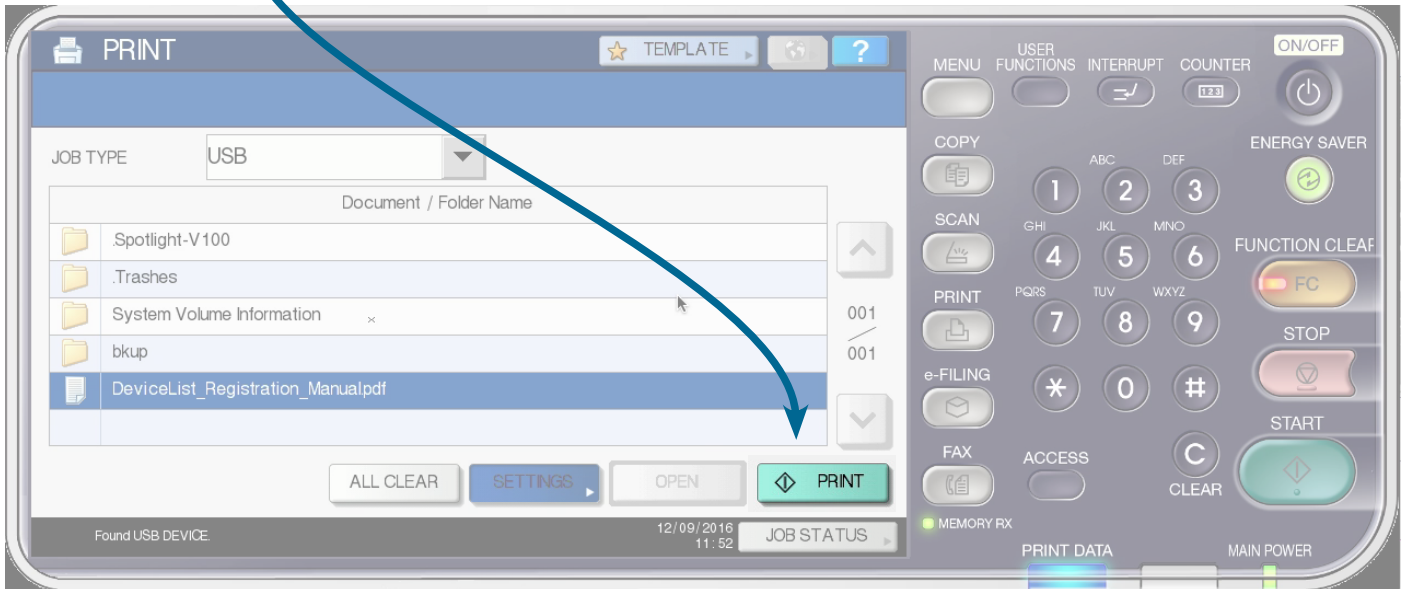 PRINT
TEMPLATE
?
JOB TYPE
USB
Document / Folder Name
.Spotlight-V100
.Trashes
System Volume Information
bkup
DeviceList_Registration_Manual.pdf
001
001
ALL CLEAR
SETTINGS
OPEN
PRINT
Found USB DEVICE.
12/09/2016
11:52
JOB STATUS
MENU
USER
FUNCTIONS
INTERRUPT
COUNTER
123
ON/OFF
ENERGY SAVER
COPY
SCAN
PRINT
e-FILING
FAX
MEMORY RX
1
ABC
2
DEF
3
GHI
4
JKL
5
MNO
6
PQRS
7
TUV
8
WXYZ
9
*
0
#
ACCESS
C
CLEAR
FUNCTION CLEAR
FC
STOP
START
PRINT DATA
MAIN POWER